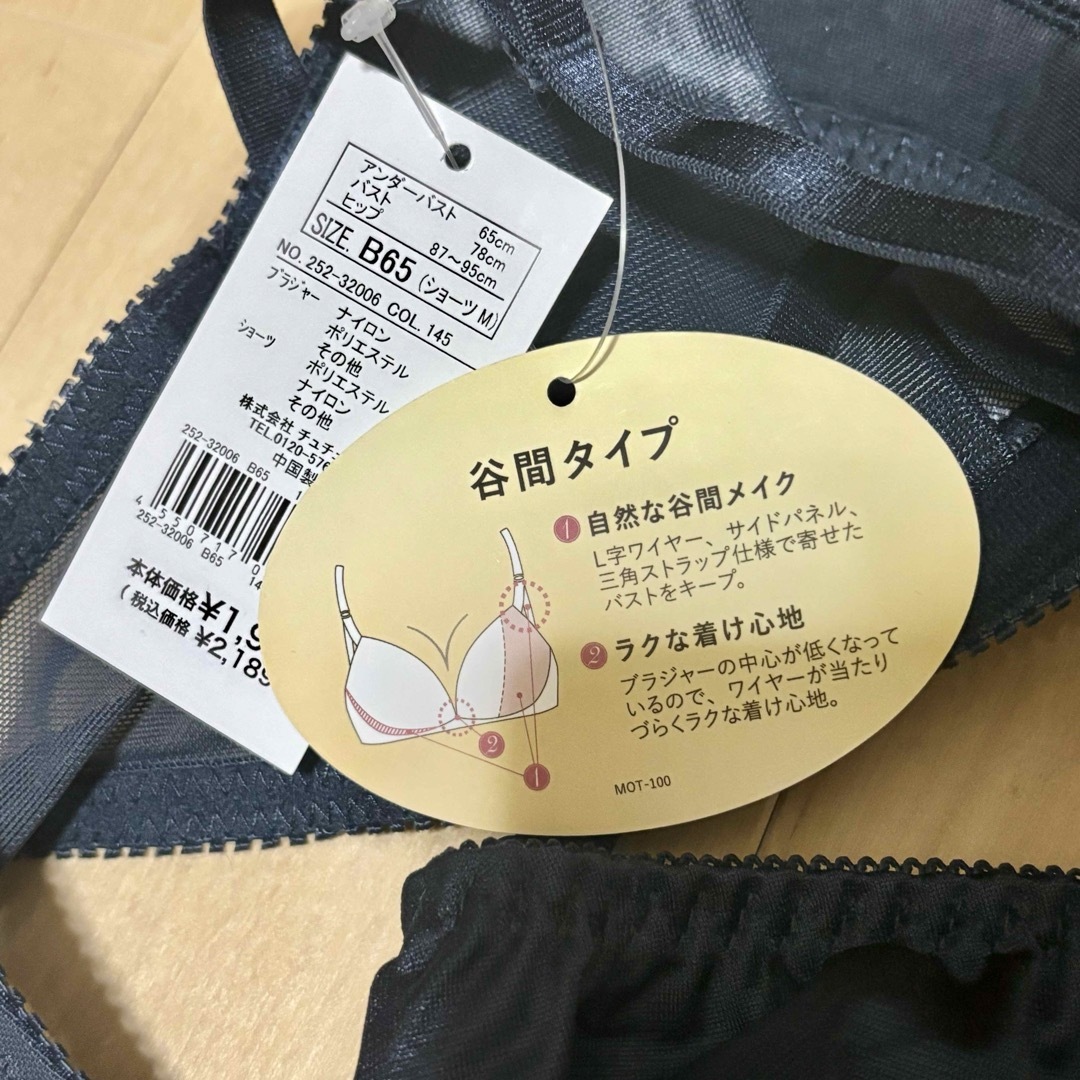 アンダーバスト 65cm
バスト 78cm
ヒップ 87～95cm
SIZE. B65 (ショーツM)
NO. 252-32006 COL. 145
ブラジャー ナイロン
ポリエステル
その他
ショーツ ポリエステル
ナイロン
その他
株式会社 チュチュ
TEL.0120-576
中国製
252-32006 B65
4 550717
252-32006 B65
本体価格 ¥1,9
(税込価格 ¥2,189
谷間タイプ
1 自然な谷間メイク
L字ワイヤー、サイドパネル、
三角ストラップ仕様で寄せた
バストをキープ。
2 ラクな着け心地
ブラジャーの中心が低くなって
いるので、ワイヤーが当たり
づらくラクな着け心地。
2
1
MOT-100